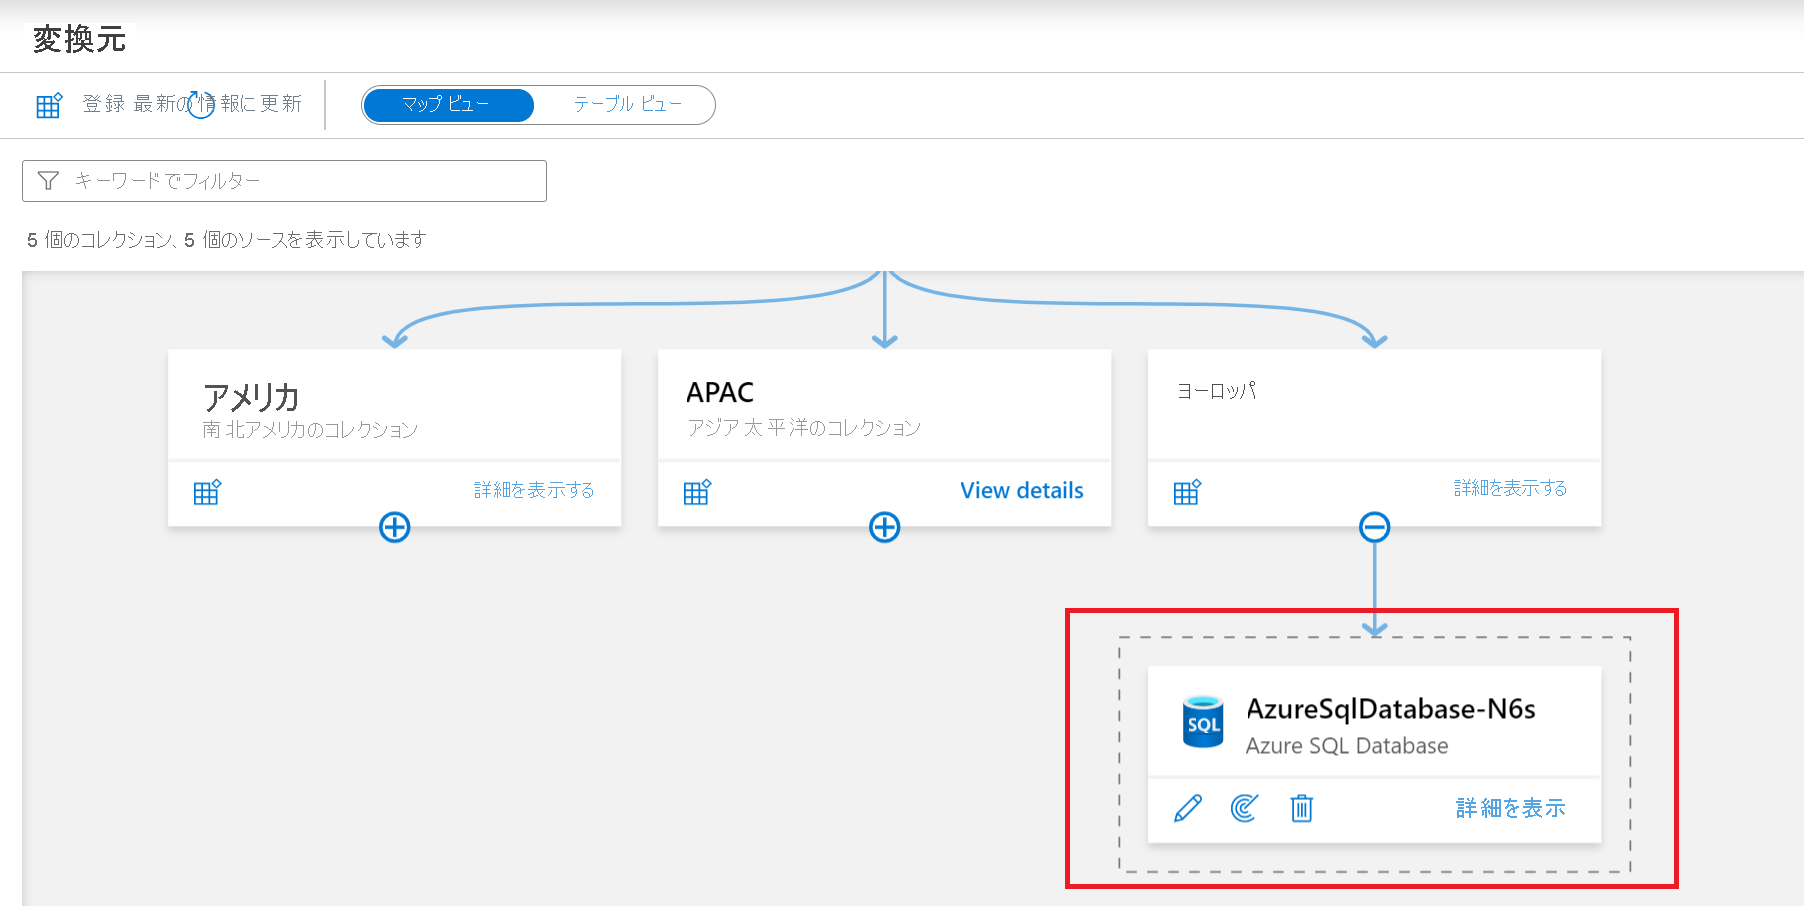 変換元
登録 最新の情報に更新
マップ ビュー
テーブル ビュー
キーワードでフィルター
5 個のコレクション、5 個のソースを表示しています
アメリカ
南北アメリカのコレクション
詳細を表示する
APAC
アジア太平洋のコレクション
View details
ヨーロッパ
詳細を表示する
SQL
AzureSqlDatabase-N6s
Azure SQL Database
詳細を表示